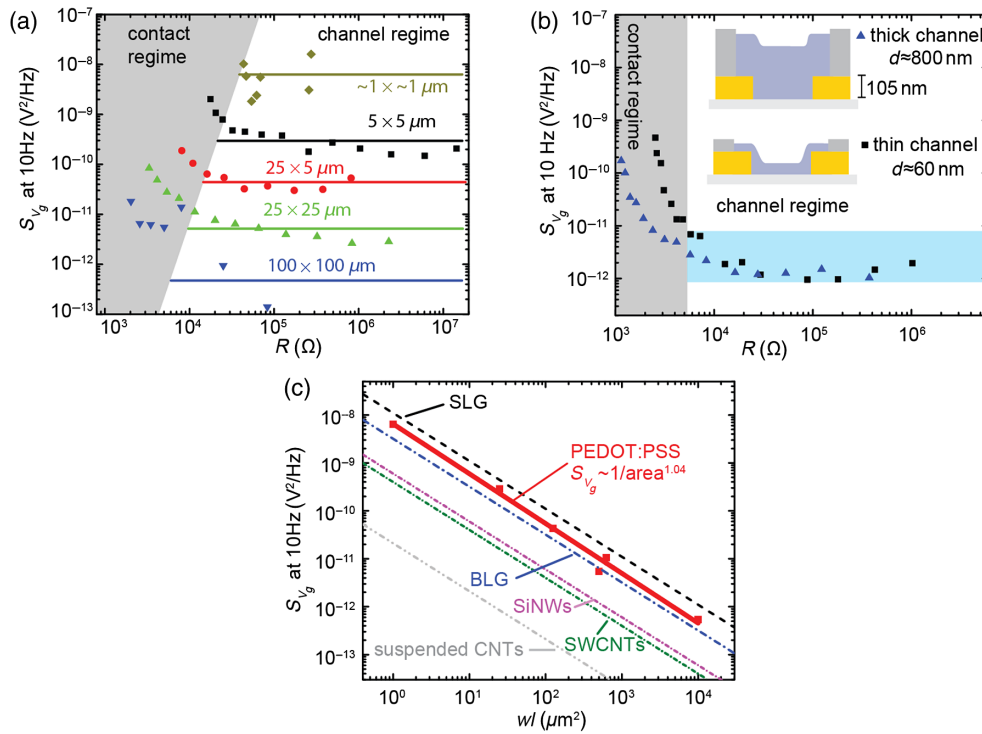 (a)
contact
regime
channel regime
~1 × ~1 µm
5 × 5 µm
25 × 5 µm
25 × 25 µm
100 × 100 µm
10⁻⁷
10⁻⁸
10⁻⁹
10⁻¹⁰
10⁻¹¹
10⁻¹²
10⁻¹³
S_Vg at 10Hz (V²/Hz)
10³ 10⁴ 10⁵ 10⁶ 10⁷
R (Ω)
(b)
contact regime
thick channel
d≈800 nm
105 nm
thin channel
d≈60 nm
channel regime
10⁻⁷
10⁻⁸
10⁻⁹
10⁻¹⁰
10⁻¹¹
10⁻¹²
S_Vg at 10 Hz (V²/Hz)
10³ 10⁴ 10⁵ 10⁶ 10⁷
R (Ω)
(c)
SLG
PEDOT:PSS
S_Vg ~1/area¹·⁰⁴
BLG
SiNWs
SWCNTs
suspended CNTs
10⁻⁸
10⁻⁹
10⁻¹⁰
10⁻¹¹
10⁻¹²
10⁻¹³
S_Vg at 10Hz (V²/Hz)
10⁰ 10¹ 10² 10³ 10⁴
wl (µm²)